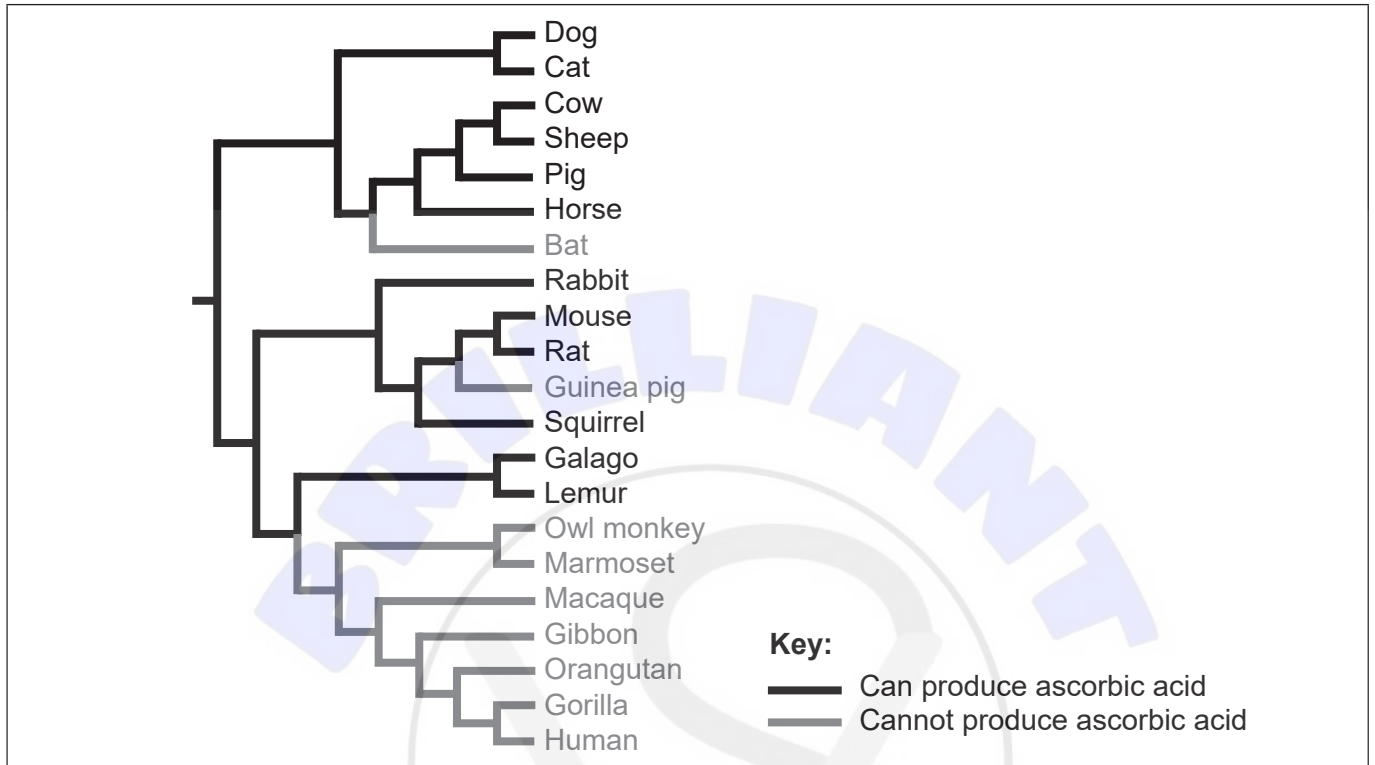 Dog
Cat
Cow
Sheep
Pig
Horse
Bat
Rabbit
Mouse
Rat
Guinea pig
Squirrel
Galago
Lemur
Owl monkey
Marmoset
Macaque
Gibbon
Orangutan
Gorilla
Human
Key:
Can produce ascorbic acid
Cannot produce ascorbic acid
BRILLIANT